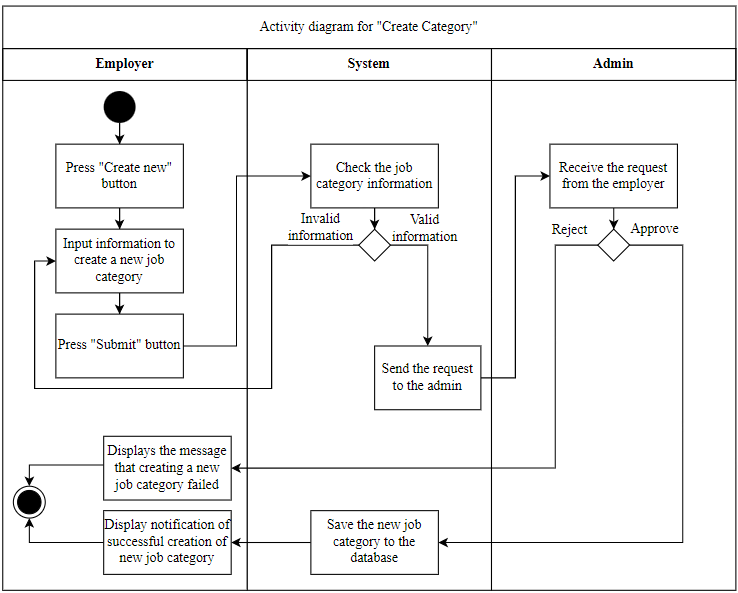 Activity diagram for "Create Category"
Employer
System
Admin
Press "Create new"
button
Check the job
category information
Receive the request
from the employer
Invalid
information
Valid
information
Reject
Approve
Input information to
create a new job
category
Press "Submit" button
Send the request
to the admin
Displays the message
that creating a new
job category failed
Display notification of
successful creation of
new job category
Save the new job
category to the
database